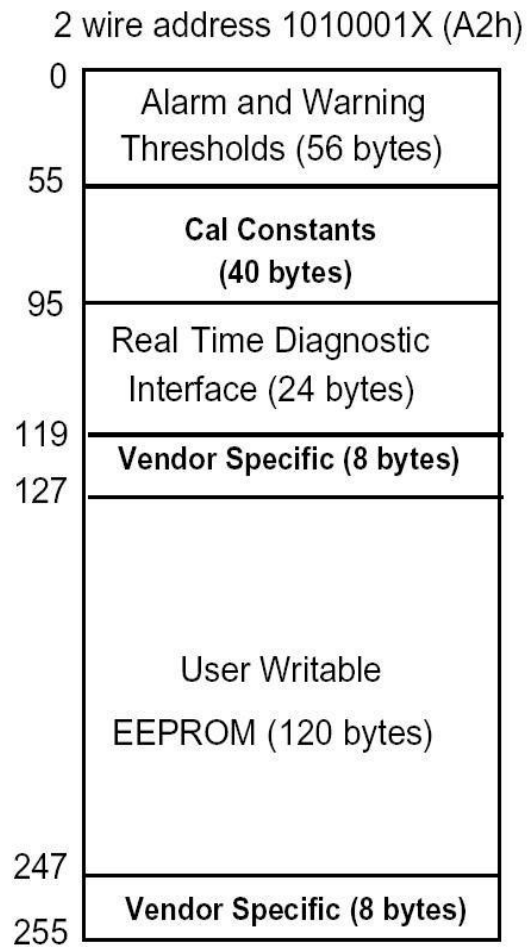 2 wire address 1010001X (A2h)
0
Alarm and Warning
Thresholds (56 bytes)
55
Cal Constants
(40 bytes)
95
Real Time Diagnostic
Interface (24 bytes)
119
Vendor Specific (8 bytes)
127
User Writable
EEPROM (120 bytes)
247
Vendor Specific (8 bytes)
255